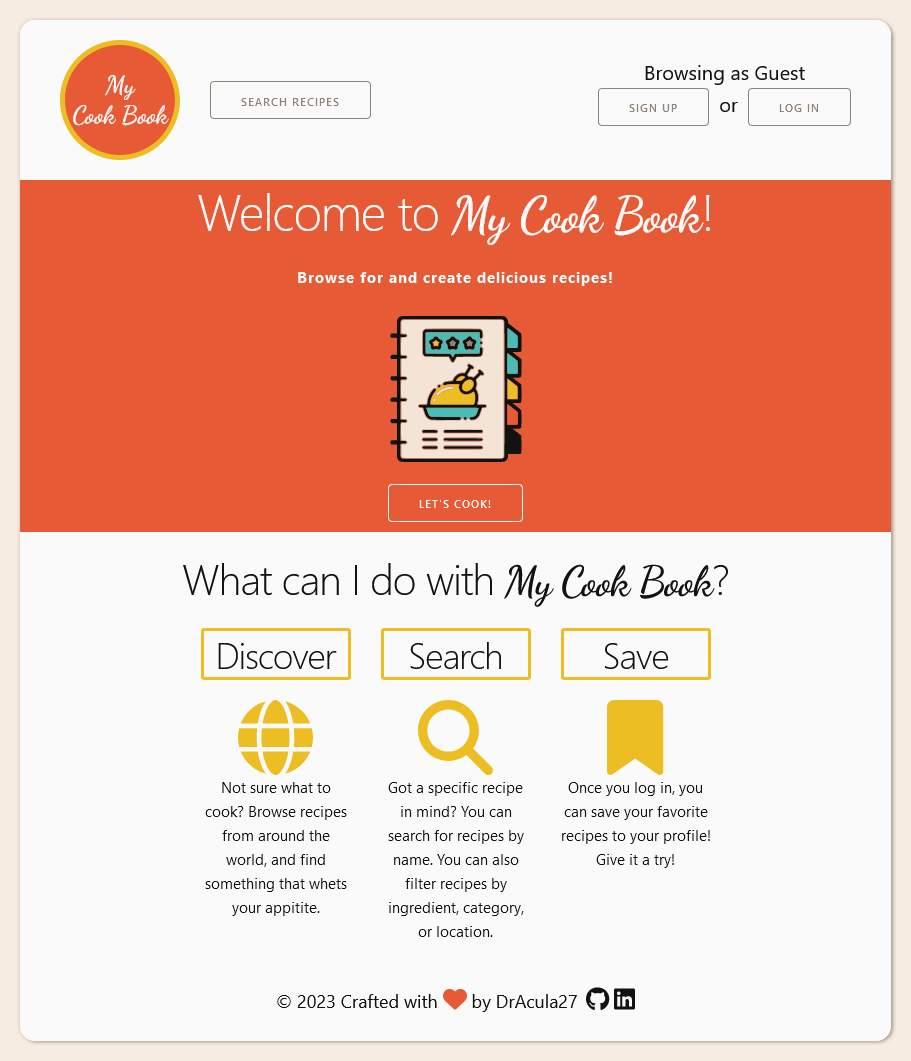 My
Cook Book
SEARCH RECIPES
Browsing as Guest
SIGN UP or LOG IN
Welcome to My Cook Book!
Browse for and create delicious recipes!
LET'S COOK!
What can I do with My Cook Book?
Discover
Not sure what to
cook? Browse recipes
from around the
world, and find
something that whets
your appitite.
Search
Got a specific recipe
in mind? You can
search for recipes by
name. You can also
filter recipes by
ingredient, category,
or location.
Save
Once you log in, you
can save your favorite
recipes to your profile!
Give it a try!
© 2023 Crafted with by DrAcula27